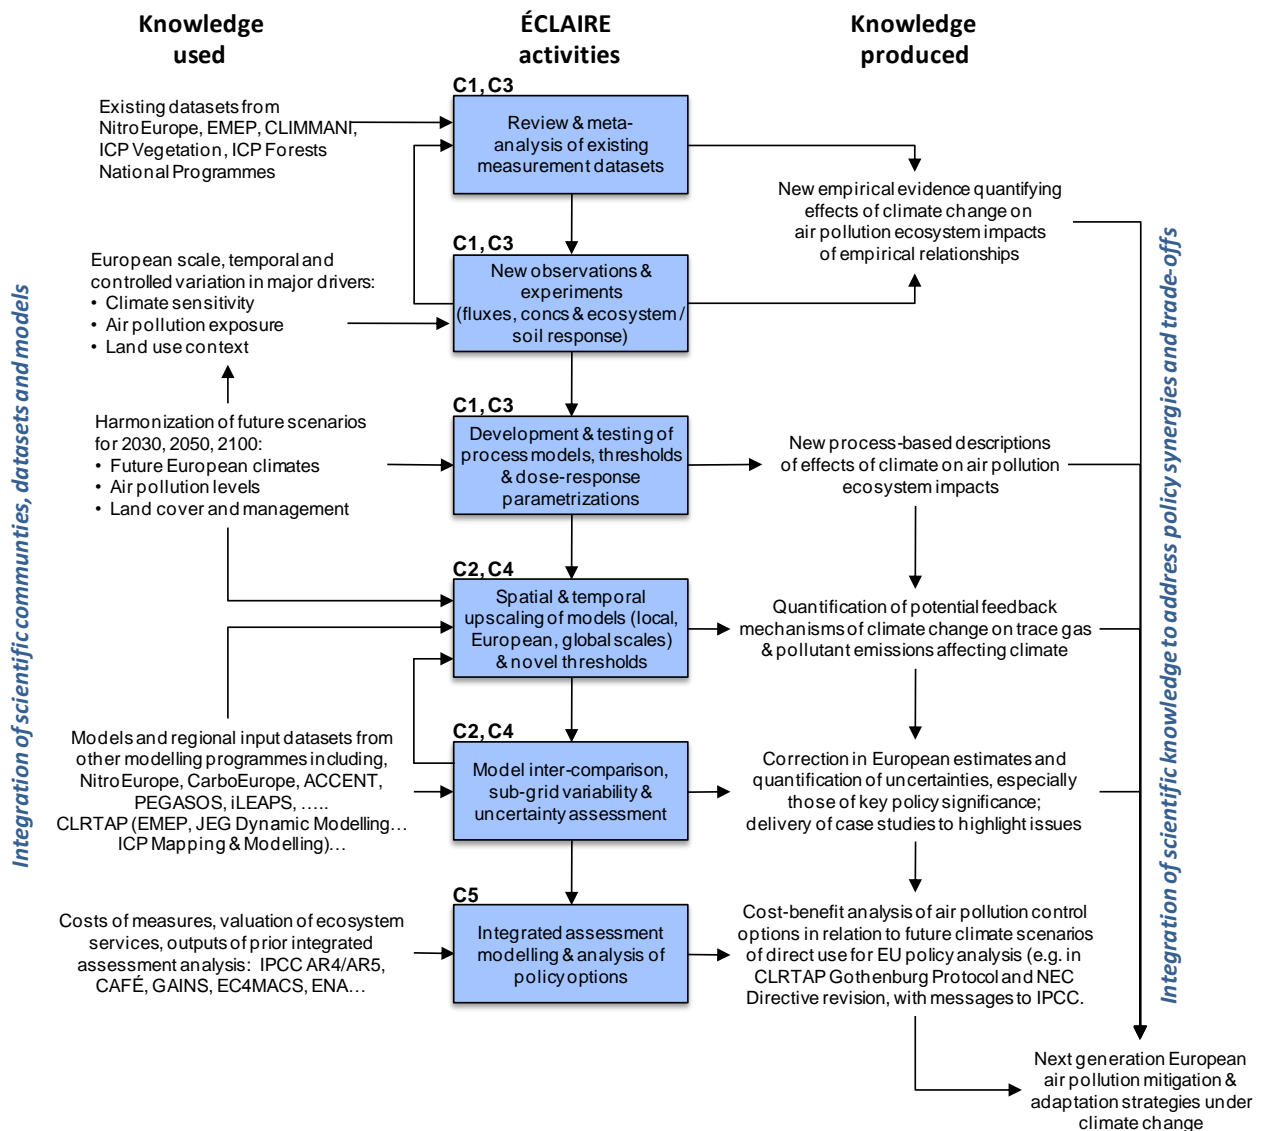 Knowledge
used
ÉCLAIRE
activities
Knowledge
produced
Integration of scientific communties, datasets and models
Existing datasets from
NitroEurope, EMEP, CLIMMANI,
ICP Vegetation, ICP Forests
National Programmes
European scale, temporal and
controlled variation in major drivers:
• Climate sensitivity
• Air pollution exposure
• Land use context
Harmonization of future scenarios
for 2030, 2050, 2100:
• Future European climates
• Air pollution levels
• Land cover and management
Models and regional input datasets from
other modelling programmes including,
NitroEurope, CarboEurope, ACCENT,
PEGASOS, iLEAPS, …..
CLRTAP (EMEP, JEG Dynamic Modelling…
ICP Mapping & Modelling)…
Costs of measures, valuation of ecosystem
services, outputs of prior integrated
assessment analysis: IPCC AR4/AR5,
CAFÉ, GAINS, EC4MACS, ENA…
C1, C3
Review & meta-
analysis of existing
measurement datasets
C1, C3
New observations &
experiments
(fluxes, concs & ecosystem /
soil response)
C1, C3
Development & testing of
process models, thresholds
& dose-response
parametrizations
C2, C4
Spatial & temporal
upscaling of models (local,
European, global scales)
& novel thresholds
C2, C4
Model inter-comparison,
sub-grid variability &
uncertainty assessment
C5
Integrated assessment
modelling & analysis of
policy options
New empirical evidence quantifying
effects of climate change on
air pollution ecosystem impacts
of empirical relationships
New process-based descriptions
of effects of climate on air pollution
ecosystem impacts
Quantification of potential feedback
mechanisms of climate change on trace gas
& pollutant emissions affecting climate
Correction in European estimates and
quantification of uncertainties, especially
those of key policy significance;
delivery of case studies to highlight issues
Cost-benefit analysis of air pollution control
options in relation to future climate scenarios
of direct use for EU policy analysis (e.g. in
CLRTAP Gothenburg Protocol and NEC
Directive revision, with messages to IPCC.
Next generation European
air pollution mitigation &
adaptation strategies under
climate change
Integration of scientific knowledge to address policy synergies and trade-offs